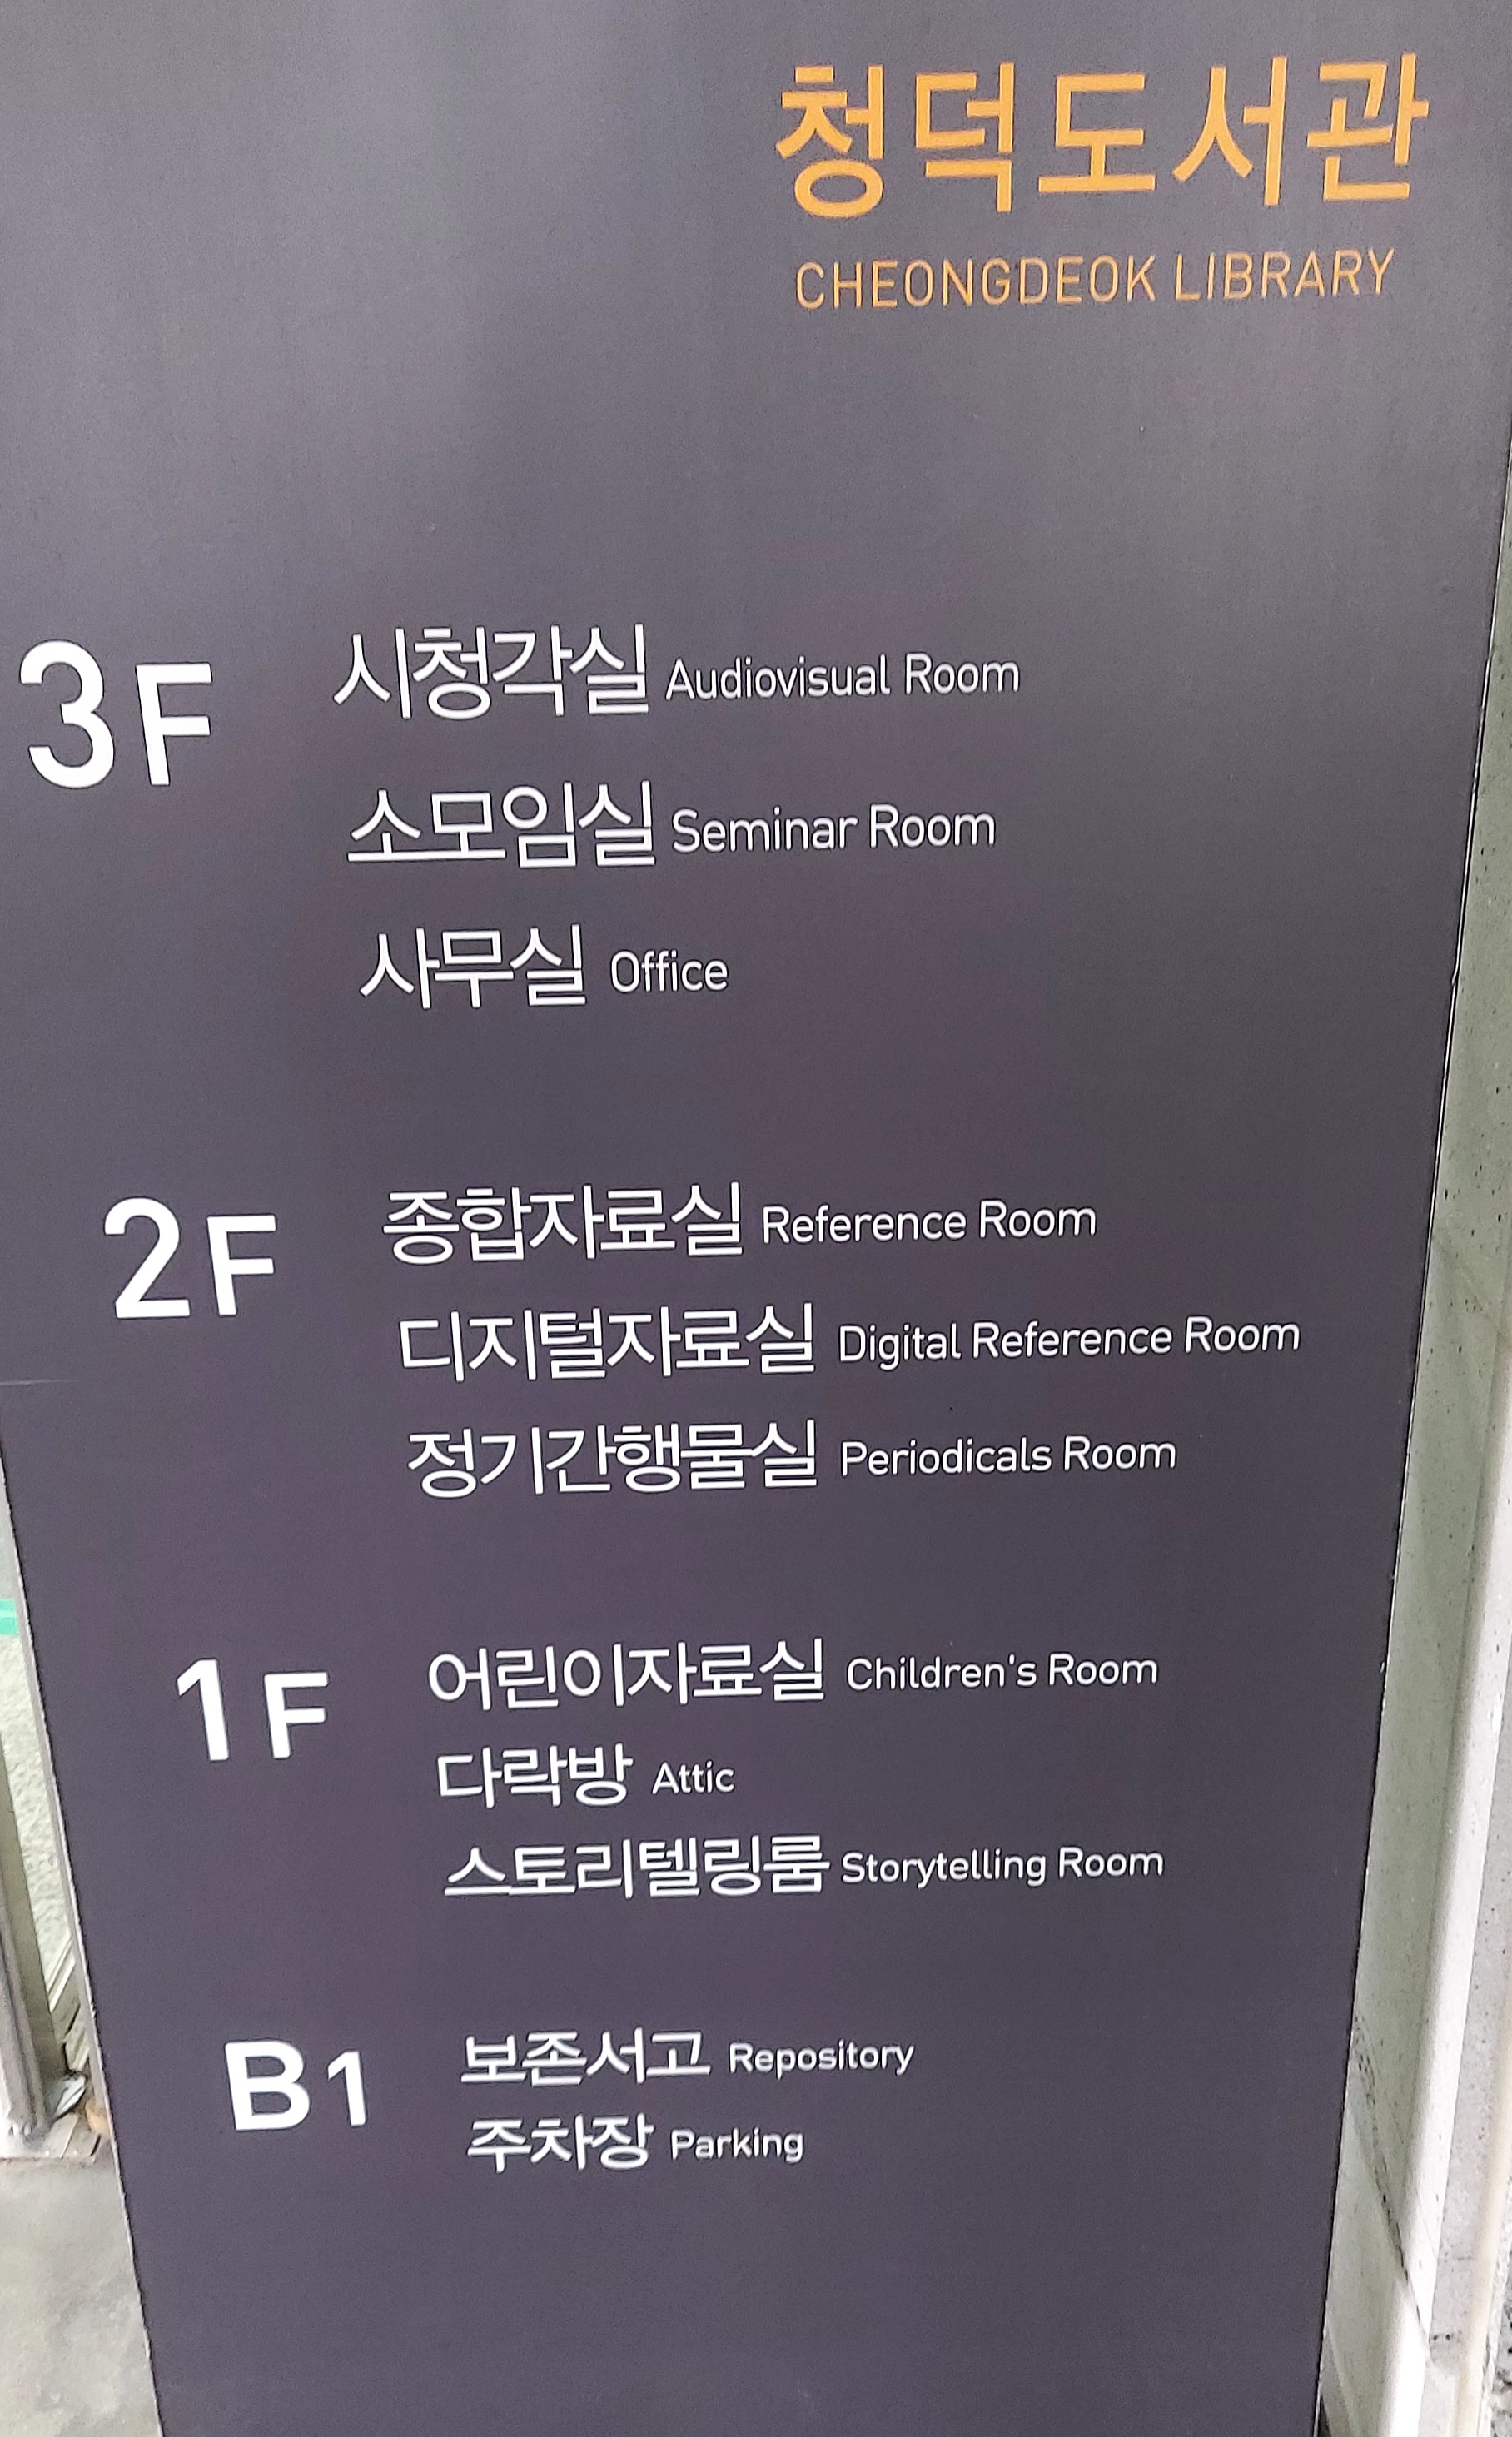 청덕도서관
CHEONGDEOK LIBRARY
3F 시청각실 Audiovisual Room
소모임실 Seminar Room
사무실 Office
2F 종합자료실 Reference Room
디지털자료실 Digital Reference Room
정기간행물실 Periodicals Room
1F 어린이자료실 Children's Room
다락방 Attic
스토리텔링룸 Storytelling Room
B1 보존서고 Repository
주차장 Parking